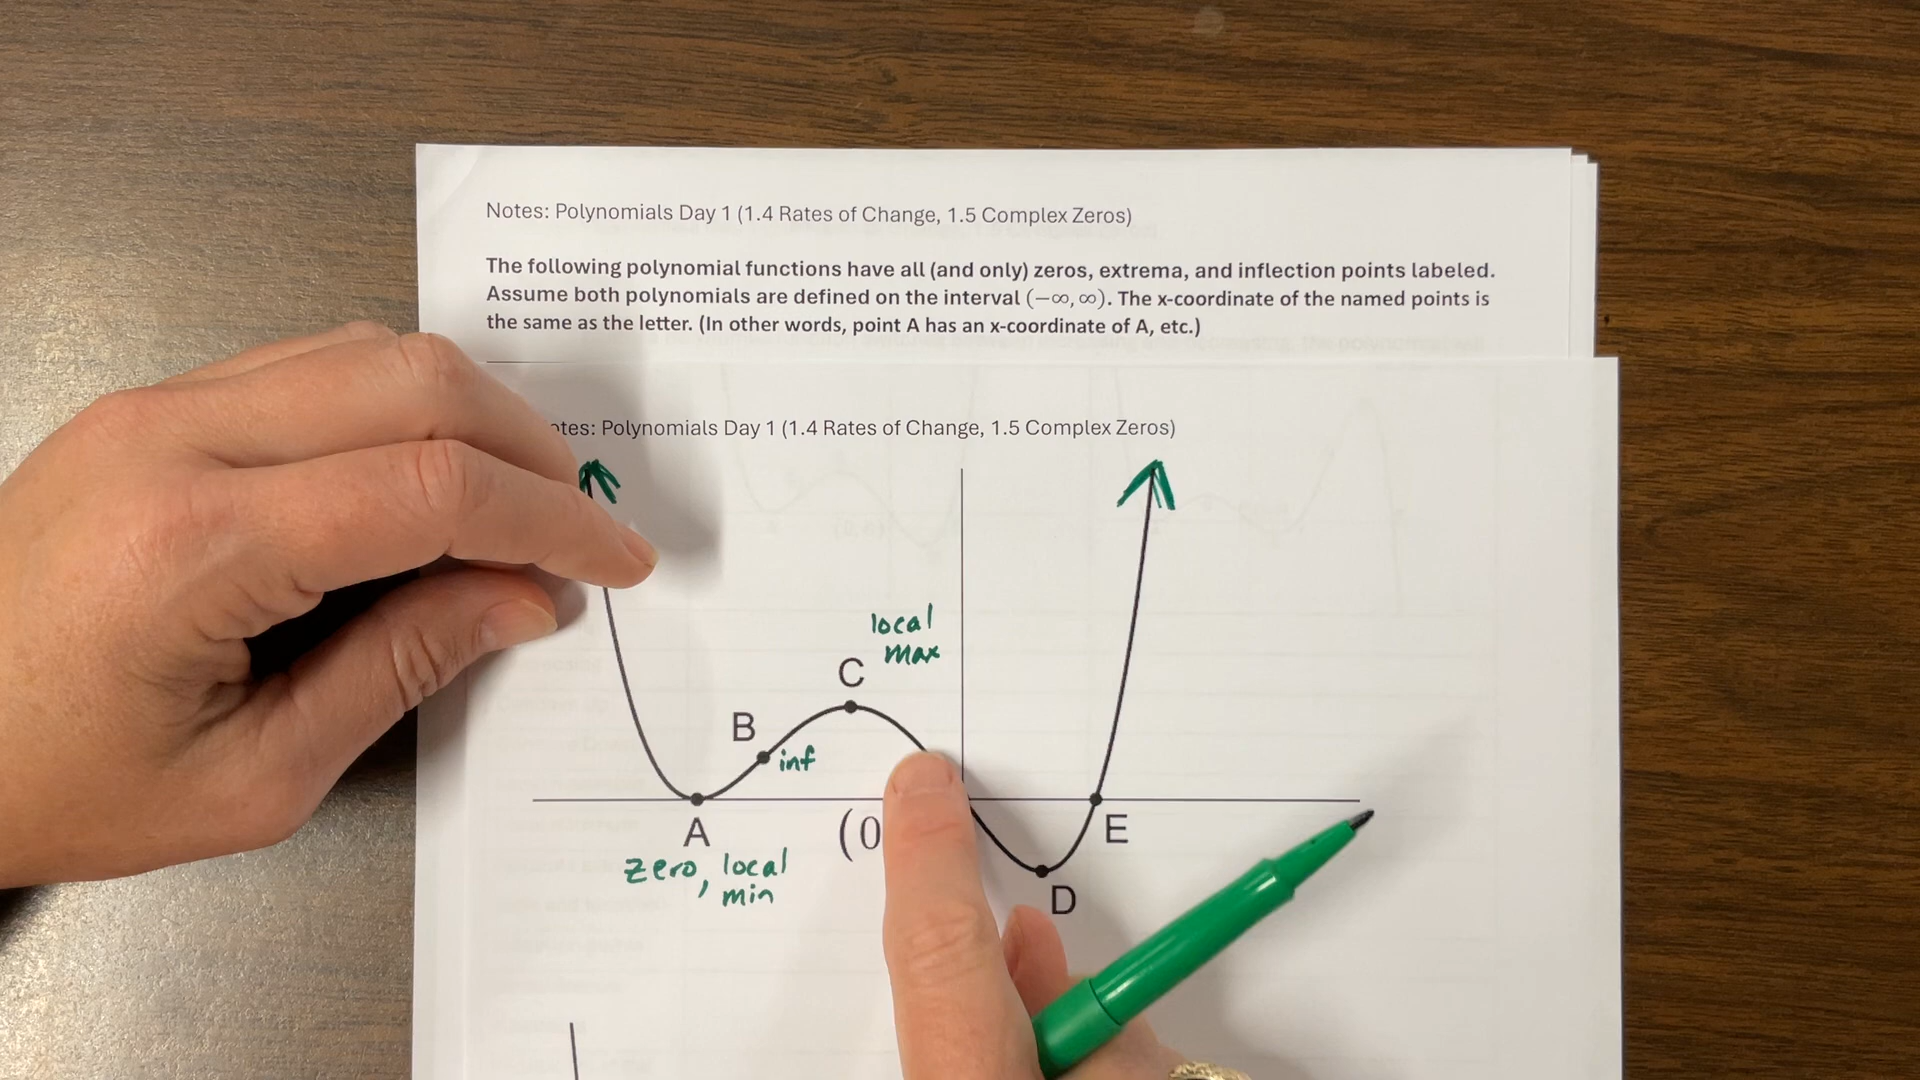 Notes: Polynomials Day 1 (1.4 Rates of Change, 1.5 Complex Zeros)
The following polynomial functions have all (and only) zeros, extrema, and inflection points labeled.
Assume both polynomials are defined on the interval (−∞, ∞). The x-coordinate of the named points is
the same as the letter. (In other words, point A has an x-coordinate of A, etc.)
otes: Polynomials Day 1 (1.4 Rates of Change, 1.5 Complex Zeros)
local
max
C
B
inf
A
(0
E
zero, local
min
D